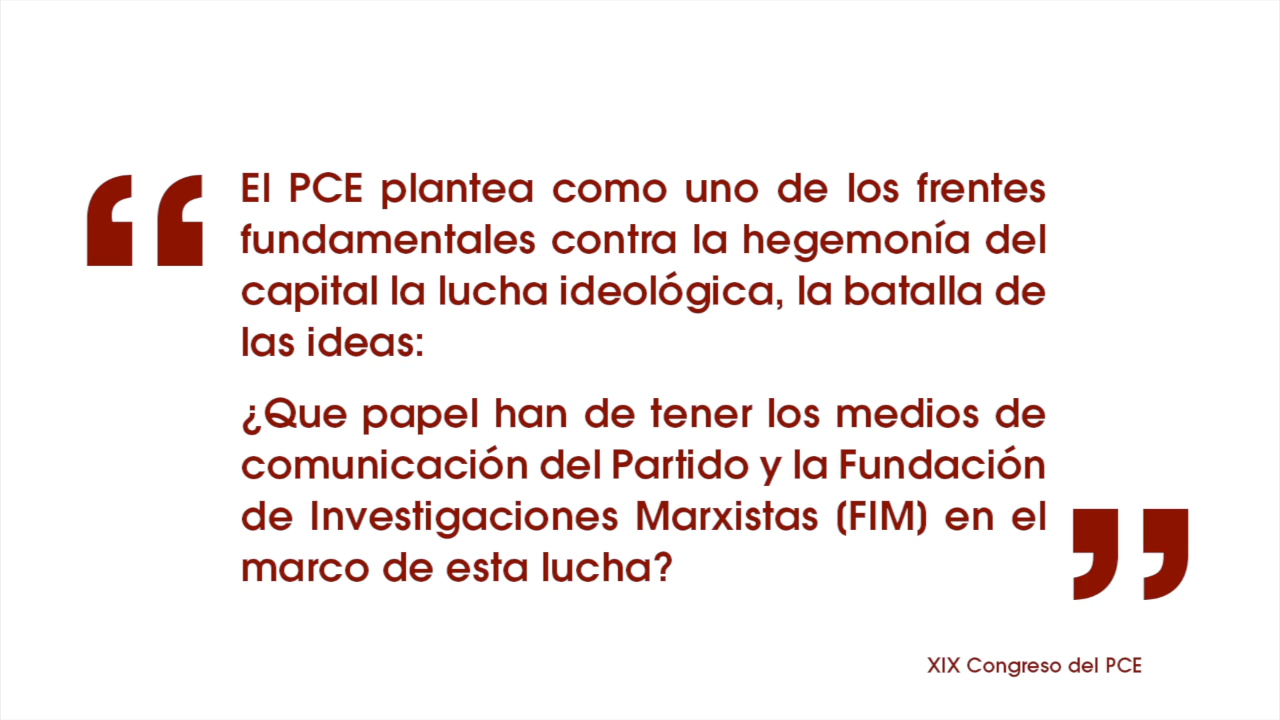 “ El PCE plantea como uno de los frentes
fundamentales contra la hegemonía del
capital la lucha ideológica, la batalla de
las ideas:
¿Que papel han de tener los medios de
comunicación del Partido y la Fundación
de Investigaciones Marxistas (FIM) en el
marco de esta lucha? ”
XIX Congreso del PCE